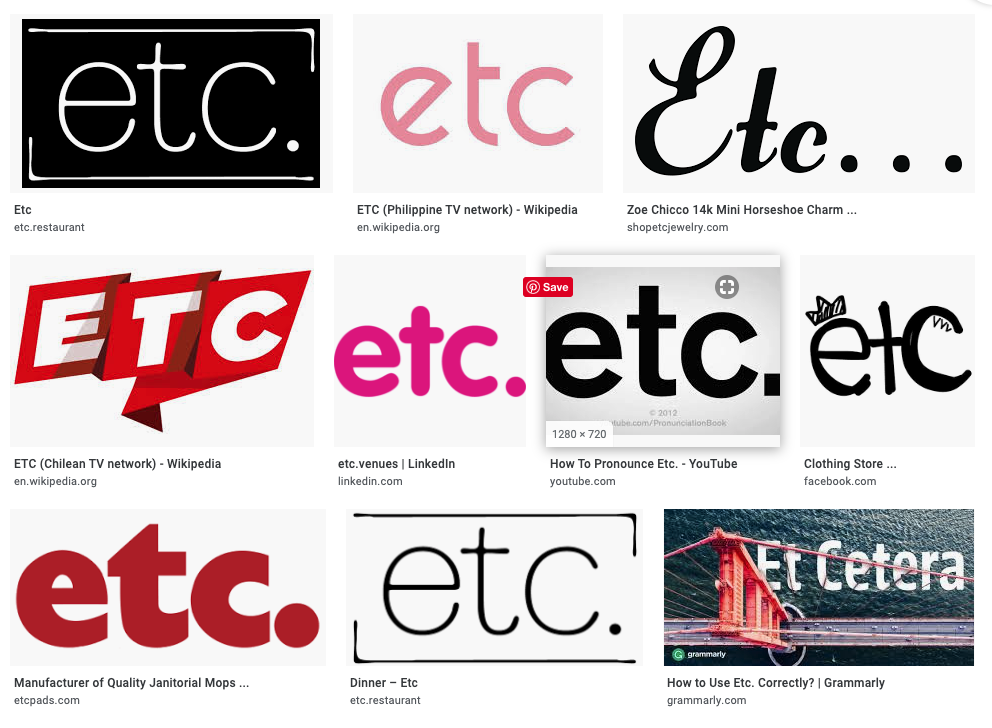 etc.
etc
Etc...
Etc
etc.restaurant
ETC (Philippine TV network) - Wikipedia
en.wikipedia.org
Zoe Chicco 14k Mini Horseshoe Charm ...
shopetcjewelry.com
ETC
etc.
Save
etc.
© 2012
utube.com/PronunciationBook
1280 × 720
etc
ETC (Chilean TV network) - Wikipedia
en.wikipedia.org
etc.venues | LinkedIn
linkedin.com
How To Pronounce Etc. - YouTube
youtube.com
Clothing Store ...
facebook.com
etc.
etc.
Et Cetera
grammarly
Manufacturer of Quality Janitorial Mops ...
etcpads.com
Dinner – Etc
etc.restaurant
How to Use Etc. Correctly? | Grammarly
grammarly.com